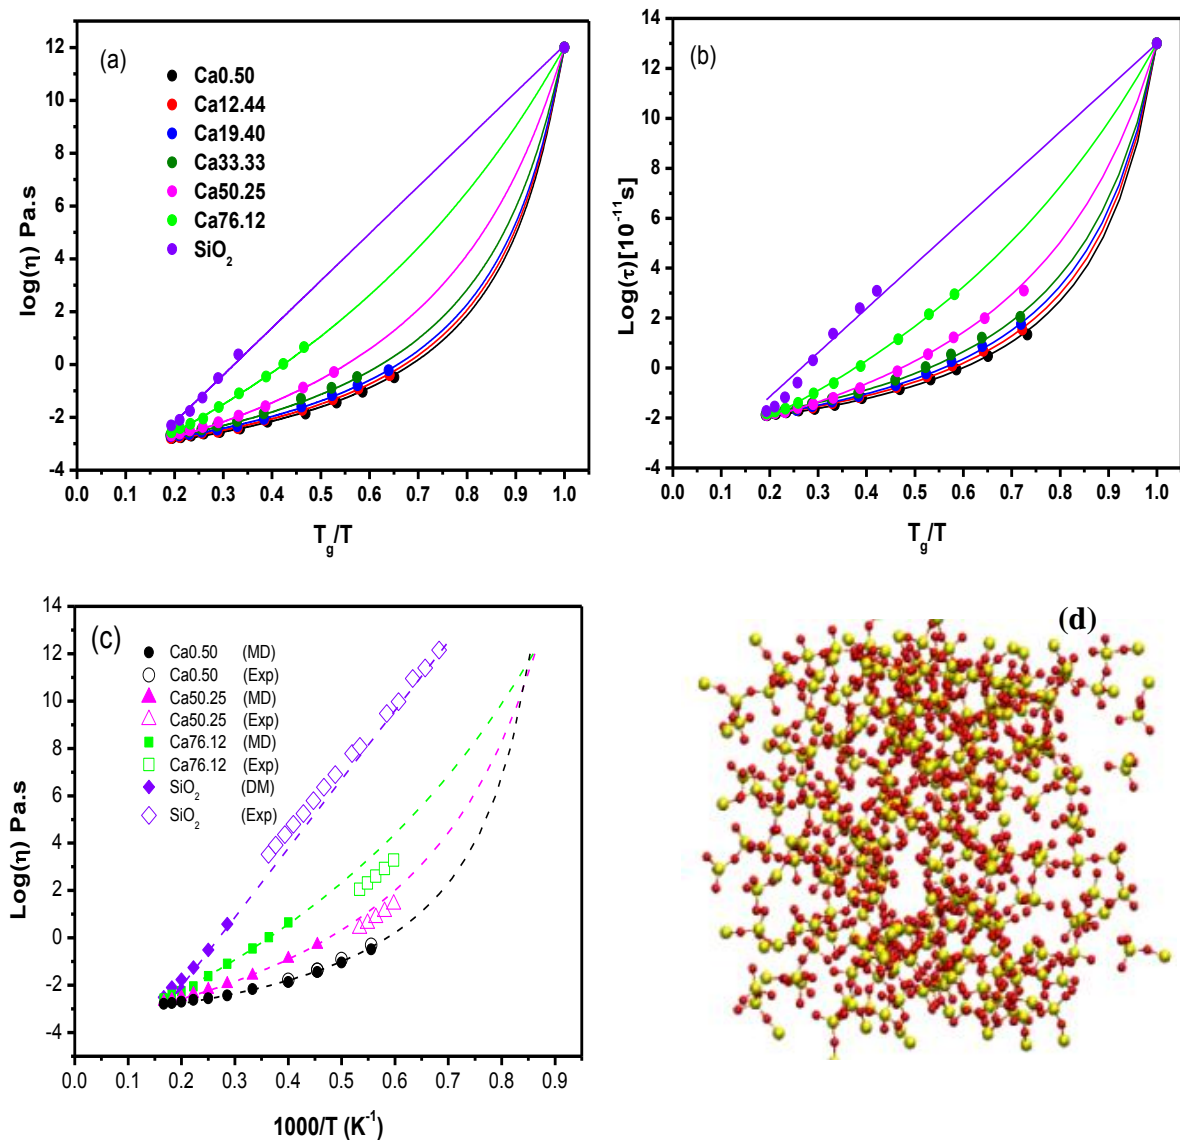 (a)
12
10
8
6
4
2
0
-2
-4
log(η) Pa.s
Ca0.50
Ca12.44
Ca19.40
Ca33.33
Ca50.25
Ca76.12
SiO2
0.0 0.1 0.2 0.3 0.4 0.5 0.6 0.7 0.8 0.9 1.0
Tg/T
(b)
14
12
10
8
6
4
2
0
-2
-4
Log(τ)[10-11s]
0.0 0.1 0.2 0.3 0.4 0.5 0.6 0.7 0.8 0.9 1.0
Tg/T
(c)
14
12
10
8
6
4
2
0
-2
-4
Log(η) Pa.s
Ca0.50 (MD)
Ca0.50 (Exp)
Ca50.25 (MD)
Ca50.25 (Exp)
Ca76.12 (MD)
Ca76.12 (Exp)
SiO2 (DM)
SiO2 (Exp)
0.0 0.1 0.2 0.3 0.4 0.5 0.6 0.7 0.8 0.9
1000/T (K-1)
(d)